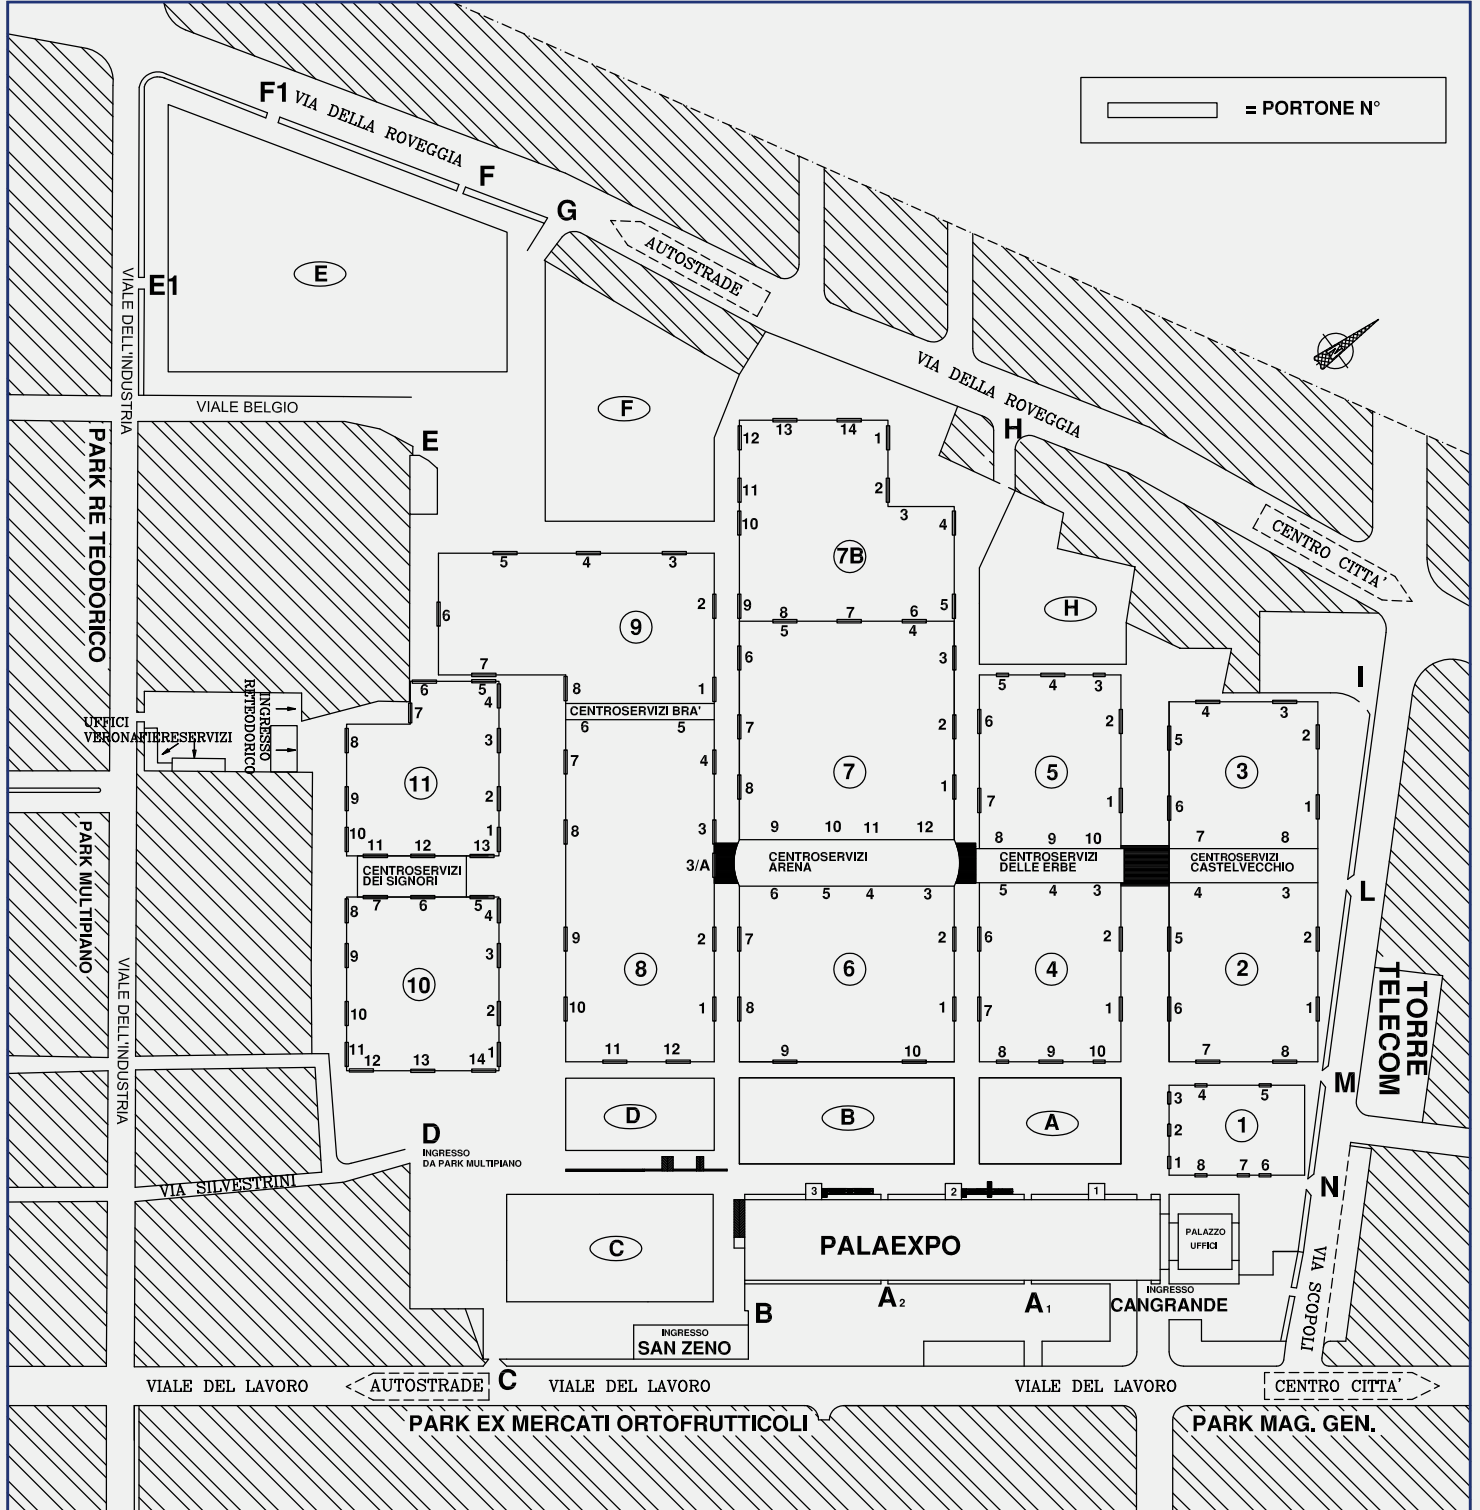 F1
VIA DELLA ROVEGGIA
= PORTONE N°
F
G
AUTOSTRADE
E
E1
VIALE DELL'INDUSTRIA
VIA DELLA ROVEGGIA
VIALE BELGIO
F
E
H
PARK RE TEODORICO
13 14
12 1
11 2
10 3 4
7B
9 8 7 6 5
CENTRO CITTA'
H
5 4 3
6 2
9
7
8 1
CENTROSERVIZI BRA'
I
5 4
6 3
7 2
7
8 1
9 10 11 12
5 4 3
6 2
5
7 1
8 9 10
4 3
5 2
3
6 1
7 8
INGRESSO
RETEODORICO
UFFICI
VERONAFIERESERVIZI
6 5
7 4
8 3
11
9 2
10 1
11 12 13
6 5
7 4
8 3
3/A
CENTROSERVIZI
DEI SIGNORI
CENTROSERVIZI
ARENA
CENTROSERVIZI
DELLE ERBE
CENTROSERVIZI
CASTELVECCHIO
L
PARK MULTIPIANO
7 6 5
8 4
9 3
10
10 2
11 1
12 13 14
9 2
8
10 1
11 12
6 5 4 3
7 2
6
8 1
9 10
5 4 3
6 2
4
7 1
8 9 10
4 3
5 2
2
6 1
7 8
TORRE
TELECOM
VIALE DELL'INDUSTRIA
M
D
B
A
4 5
3
2
1
1
8 7 6
D
INGRESSO
DA PARK MULTIPIANO
VIA SILVESTRINI
N
3 2 1
C
PALAEXPO
PALAZZO
UFFICI
VIA SCOPOLI
B
A2
A1
INGRESSO
CANGRANDE
INGRESSO
SAN ZENO
VIALE DEL LAVORO
AUTOSTRADE
C
VIALE DEL LAVORO
VIALE DEL LAVORO
CENTRO CITTA'
PARK EX MERCATI ORTOFRUTTICOLI
PARK MAG. GEN.